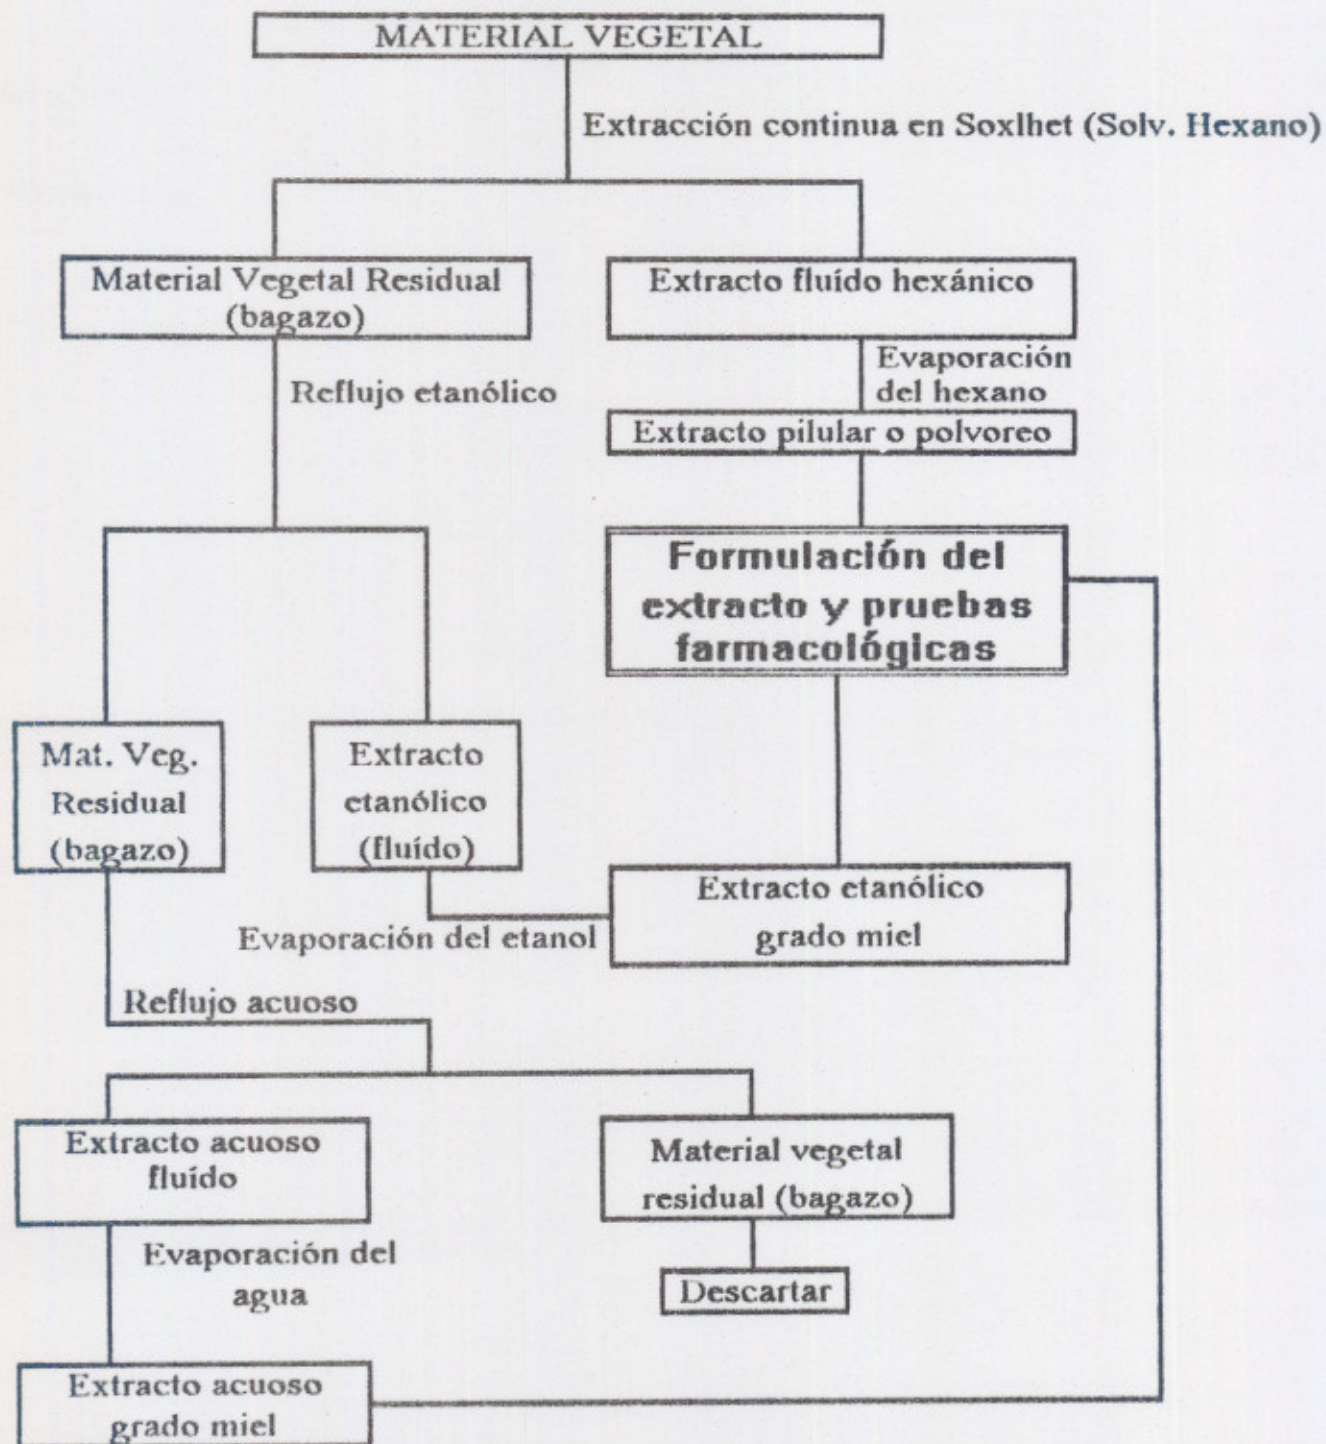 MATERIAL VEGETAL
Extracción continua en Soxlhet (Solv. Hexano)
Material Vegetal Residual
(bagazo)
Extracto fluído hexánico
Evaporación
del hexano
Reflujo etanólico
Extracto pilular o polvoreo
Formulación del
extracto y pruebas
farmacológicas
Mat. Veg.
Residual
(bagazo)
Extracto
etanólico
(fluído)
Extracto etanólico
grado miel
Evaporación del etanol
Reflujo acuoso
Extracto acuoso
fluído
Material vegetal
residual (bagazo)
Evaporación del
agua
Descartar
Extracto acuoso
grado miel